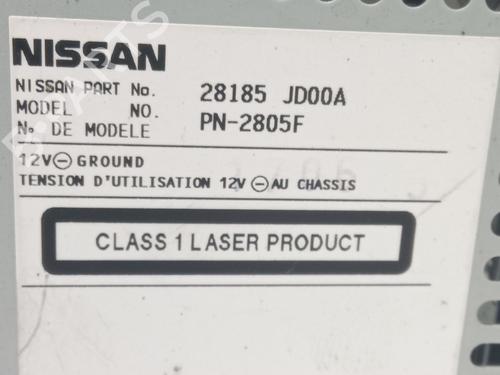 NISSAN
NISSAN PART No. 28185 JD00A
MODEL NO. PN-2805F
No DE MODELE
12V⊖GROUND
TENSION D'UTILISATION 12V ⊖AU CHASSIS
CLASS 1 LASER PRODUCT